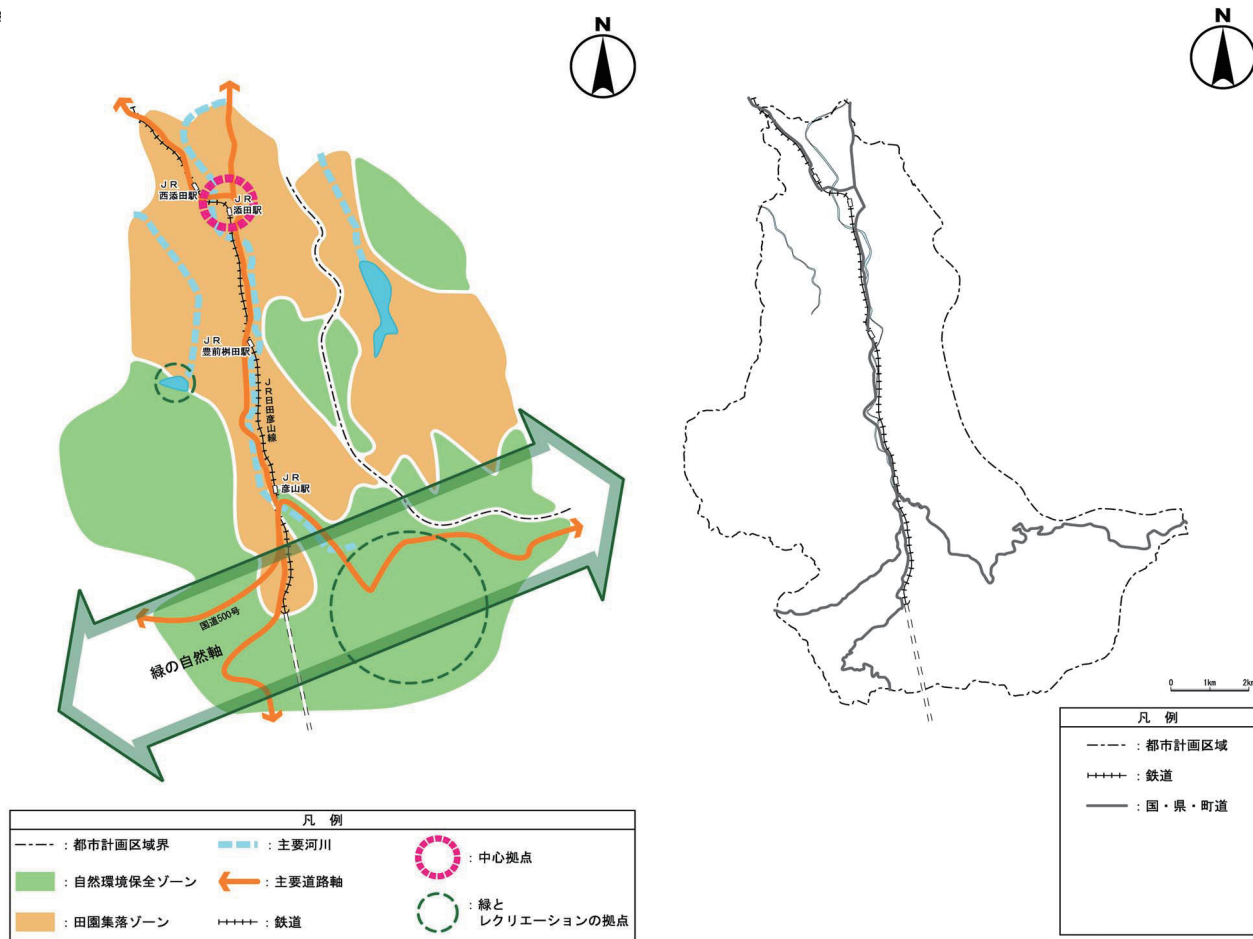 N
JR
西添田駅
JR
添田駅
JR
豊前桝田駅
JR日田彦山線
JR
彦山駅
国道500号
緑の自然軸
凡 例
：都市計画区域界
：主要河川
：中心拠点
：自然環境保全ゾーン
：主要道路軸
：緑と
レクリエーションの拠点
：田園集落ゾーン
：鉄道
N
0 1km 2km
凡 例
：都市計画区域
：鉄道
：国・県・町道